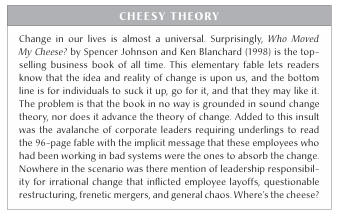 CHEESY THEORY
Change in our lives is almost a universal. Surprisingly, Who Moved
My Cheese? by Spencer Johnson and Ken Blanchard (1998) is the top-
selling business book of all time. This elementary fable lets readers
know that the idea and reality of change is upon us, and the bottom
line is for individuals to suck it up, go for it, and that they may like it.
The problem is that the book in no way is grounded in sound change
theory, nor does it advance the theory of change. Added to this insult
was the avalanche of corporate leaders requiring underlings to read
the 96-page fable with the implicit message that these employees who
had been working in bad systems were the ones to absorb the change.
Nowhere in the scenario was there mention of leadership responsibil-
ity for irrational change that inflicted employee layoffs, questionable
restructuring, frenetic mergers, and general chaos. Where's the cheese?